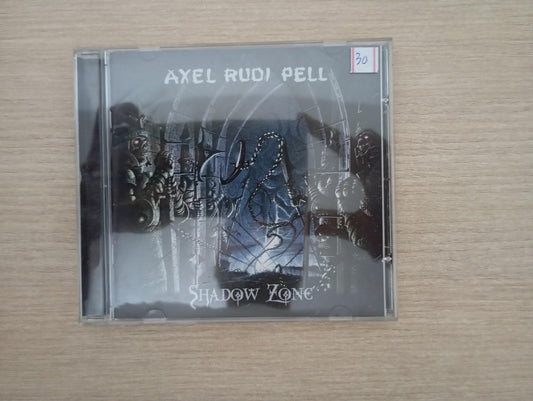 AXEL RUDI PELL
30
SHADOW ZONE